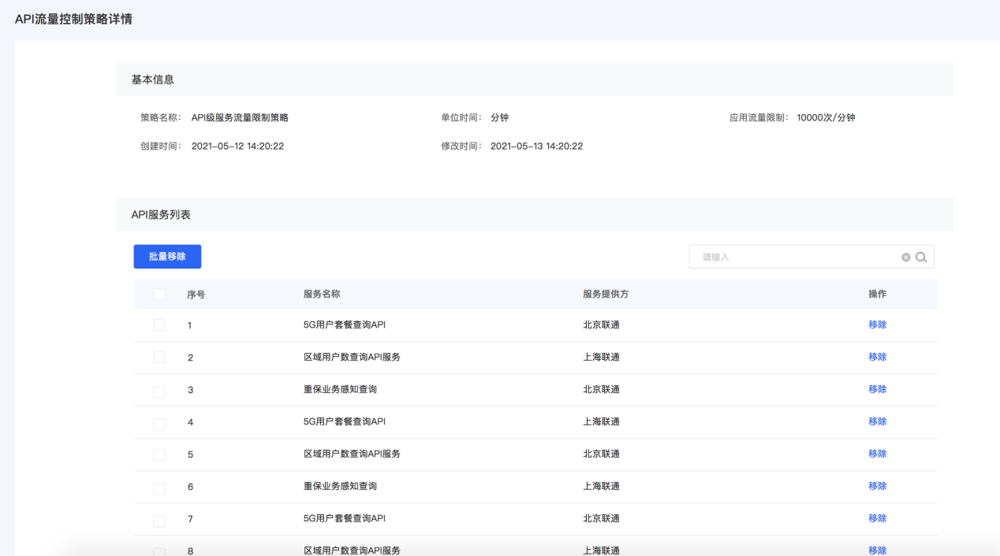 API流量控制策略详情
基本信息
策略名称： API级服务流量限制策略 单位时间： 分钟 应用流量限制： 10000次/分钟
创建时间： 2021-05-12 14:20:22 修改时间： 2021-05-13 14:20:22
API服务列表
批量移除 请输入
序号 服务名称 服务提供方 操作
1 5G用户套餐查询API 北京联通 移除
2 区域用户数查询API服务 上海联通 移除
3 重保业务感知查询 北京联通 移除
4 5G用户套餐查询API 上海联通 移除
5 区域用户数查询API服务 北京联通 移除
6 重保业务感知查询 上海联通 移除
7 5G用户套餐查询API 北京联通 移除
8 区域用户数查询API服务 上海联通 移除